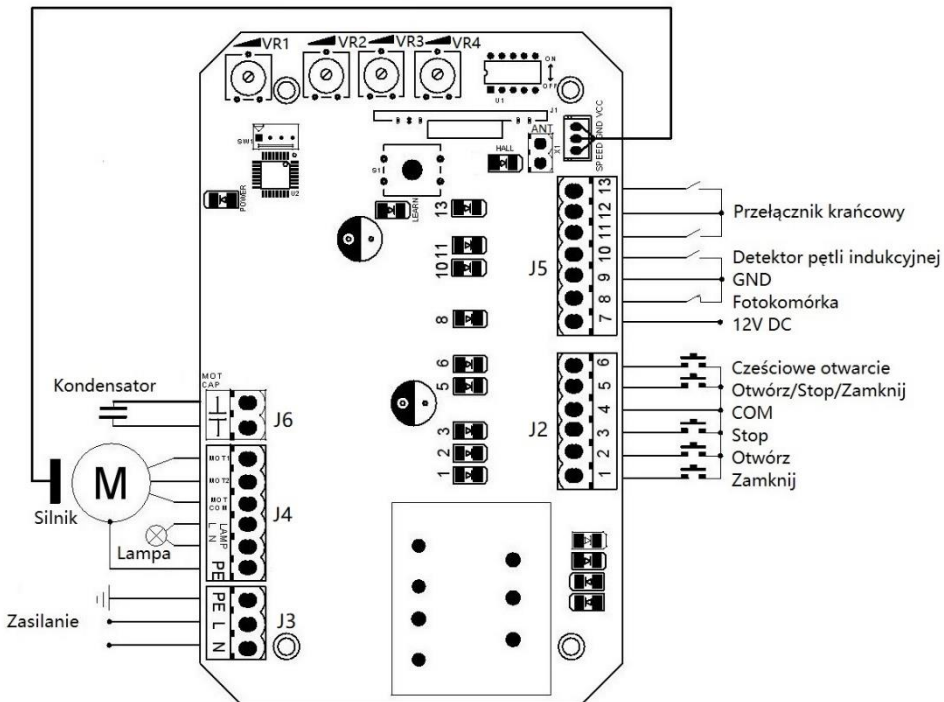 VR1
VR2
VR3
VR4
ON
OFF
U1
J1
ANT
X1
SPEED GND VCC
HALL
SW1
U2
S1
POWER
LEARN
13
11
10
8
6
5
3
2
1
J5
13
12
11
10
9
8
7
Przełącznik krańcowy
Detektor pętli indukcyjnej
GND
Fotokomórka
12V DC
J2
6
5
4
3
2
1
Cześciowe otwarcie
Otwórz/Stop/Zamknij
COM
Stop
Otwórz
Zamknij
Kondensator
MOT
CAP
J6
M
Silnik
MOT1
MOT2
MOT
COM
L
N
LAMP
PE
J4
Lampa
Zasilanie
PE
L
N
J3